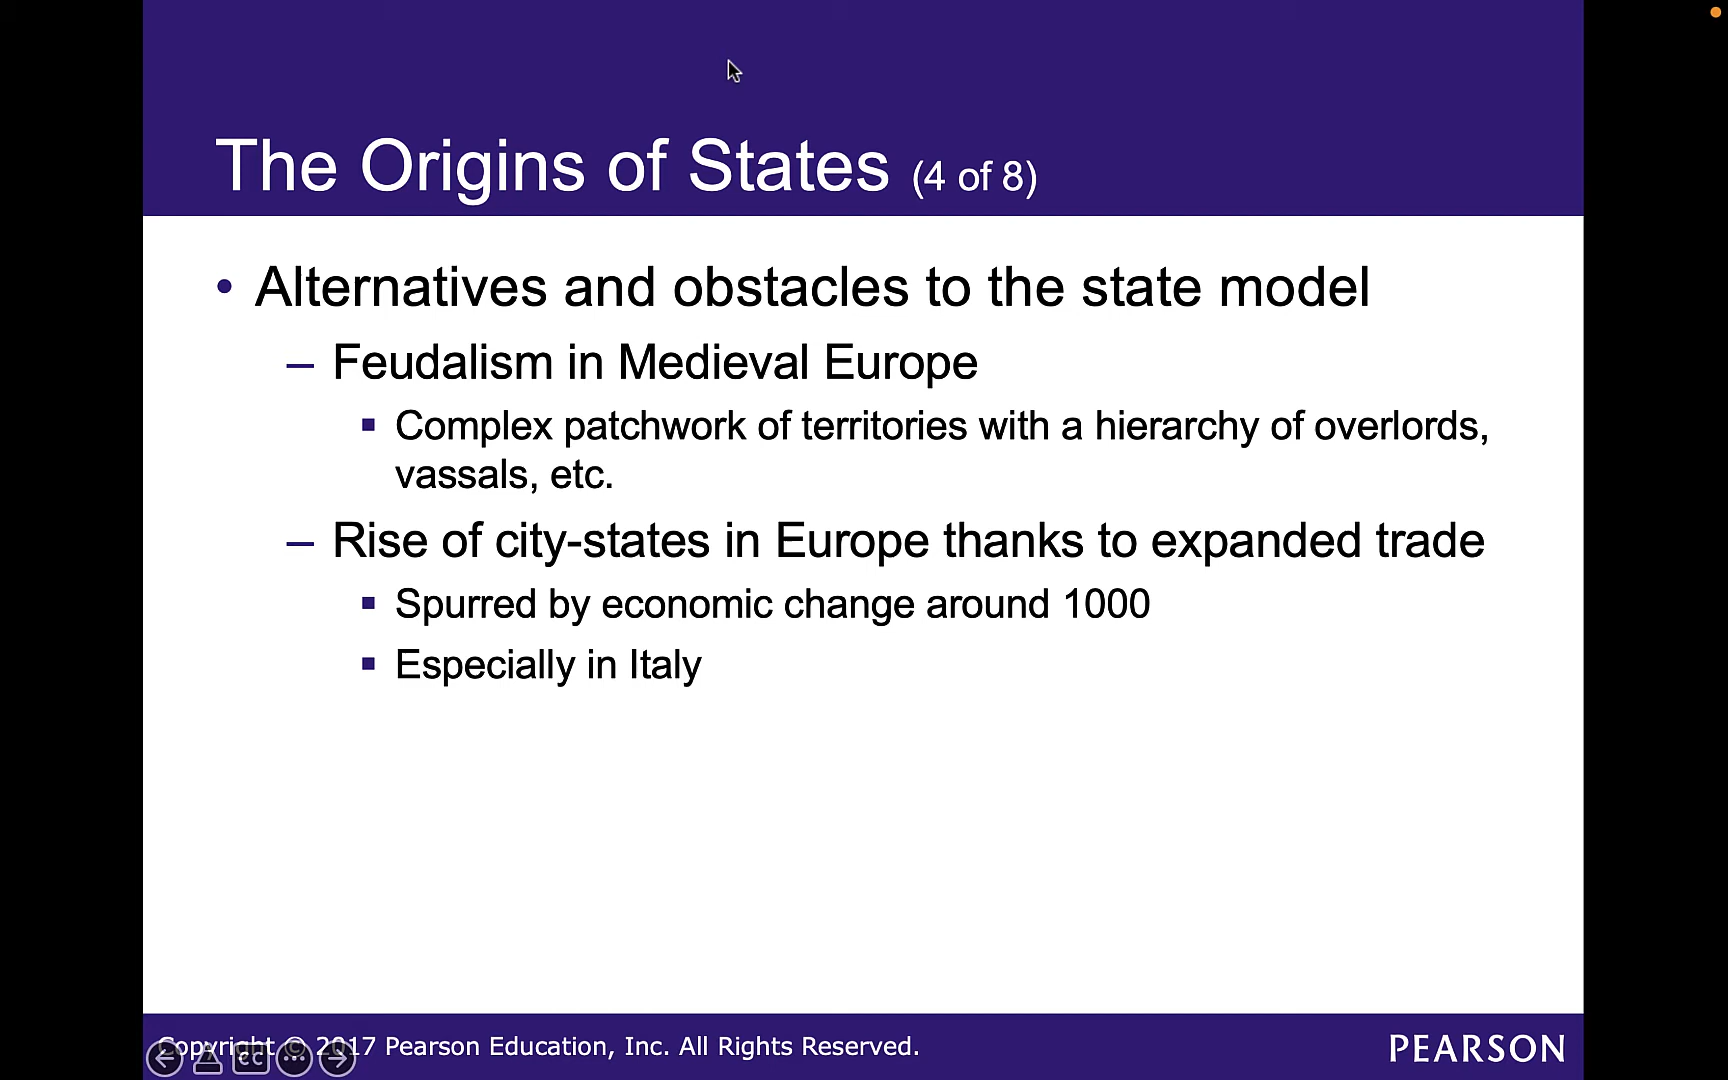 The Origins of States (4 of 8)
• Alternatives and obstacles to the state model
– Feudalism in Medieval Europe
▪ Complex patchwork of territories with a hierarchy of overlords,
vassals, etc.
– Rise of city-states in Europe thanks to expanded trade
▪ Spurred by economic change around 1000
▪ Especially in Italy
Copyright © 2017 Pearson Education, Inc. All Rights Reserved.
CC
PEARSON